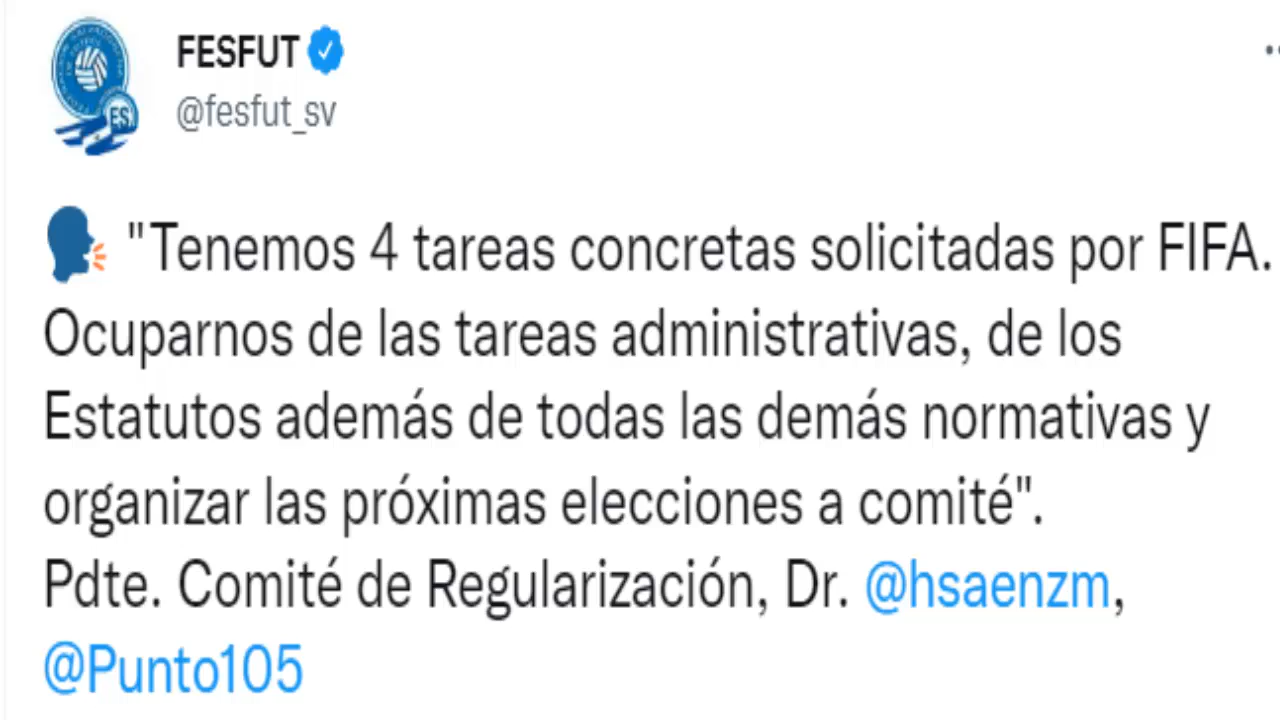 FESFUT
@fesfut_sv
"Tenemos 4 tareas concretas solicitadas por FIFA.
Ocuparnos de las tareas administrativas, de los
Estatutos además de todas las demás normativas y
organizar las próximas elecciones a comité".
Pdte. Comité de Regularización, Dr. @hsaenzm,
@Punto105